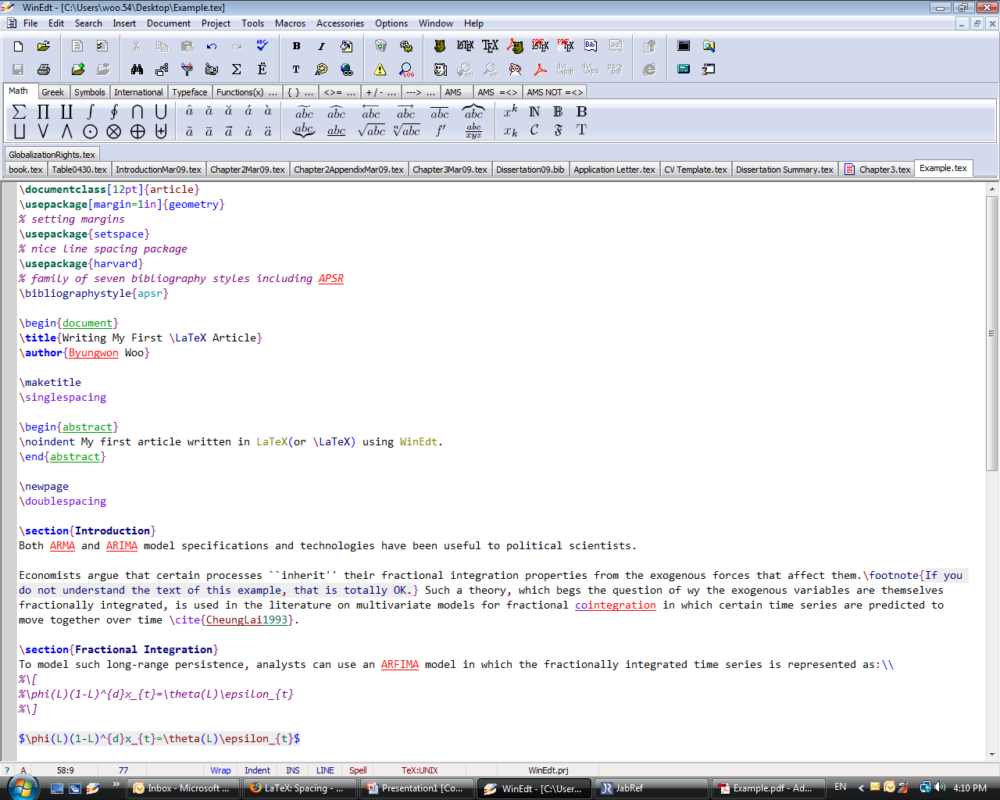 WinEdt - [C:\Users\woo.54\Desktop\Example.tex]
File Edit Search Insert Document Project Tools Macros Accessories Options Window Help
Math Greek Symbols International Typeface Functions(x) ... { } ... <>= ... + / - ... ---> ... AMS AMS =<> AMS NOT =<>
GlobalizationRights.tex
book.tex Table0430.tex IntroductionMar09.tex Chapter2Mar09.tex Chapter2AppendixMar09.tex Chapter3Mar09.tex Dissertation09.bib Application Letter.tex CV Template.tex Dissertation Summary.tex Chapter3.tex Example.tex
\documentclass[12pt]{article}
\usepackage[margin=1in]{geometry}
% setting margins
\usepackage{setspace}
% nice line spacing package
\usepackage{harvard}
% family of seven bibliography styles including APSR
\bibliographystyle{apsr}
\begin{document}
\title{Writing My First \LaTeX Article}
\author{Byungwon Woo}
\maketitle
\singlespacing
\begin{abstract}
\noindent My first article written in LaTeX(or \LaTeX) using WinEdt.
\end{abstract}
\newpage
\doublespacing
\section{Introduction}
Both ARMA and ARIMA model specifications and technologies have been useful to political scientists.
Economists argue that certain processes ``inherit'' their fractional integration properties from the exogenous forces that affect them.\footnote{If you
do not understand the text of this example, that is totally OK.} Such a theory, which begs the question of wy the exogenous variables are themselves
fractionally integrated, is used in the literature on multivariate models for fractional cointegration in which certain time series are predicted to
move together over time \cite{CheungLai1993}.
\section{Fractional Integration}
To model such long-range persistence, analysts can use an ARFIMA model in which the fractionally integrated time series is represented as:\\
%\[
%\phi(L)(1-L)^{d}x_{t}=\theta(L)\epsilon_{t}
%\]
$\phi(L)(1-L)^{d}x_{t}=\theta(L)\epsilon_{t}$
? A 58:9 77 Wrap Indent INS LINE Spell TeX:UNIX WinEdt.prj
Inbox - Microsoft ... LaTeX: Spacing - ... Presentation1 [Co... WinEdt - [C:\User... JabRef Example.pdf - Ad... EN 4:10 PM